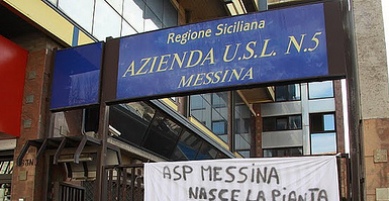 Regione Siciliana
AZIENDA U.S.L. N.5
MESSINA
ASP MESSINA
NASCE LA PIANTA